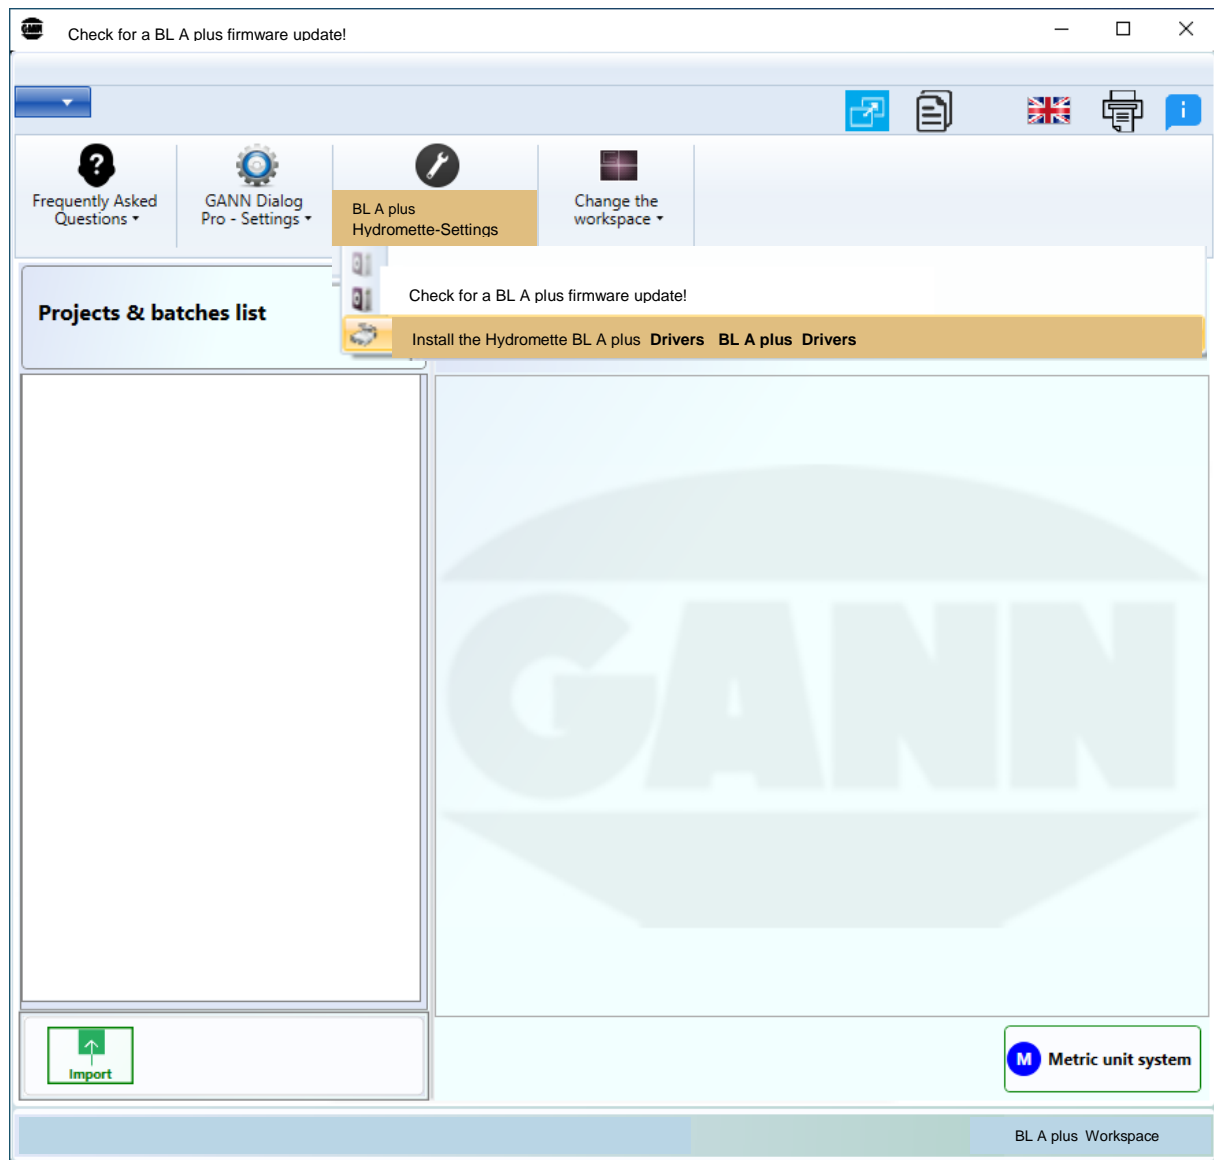 GANN
Check for a BL A plus firmware update!
i
?
Frequently Asked
Questions
GANN Dialog
Pro - Settings
BL A plus
Hydromette-Settings
Change the
workspace
Check for a BL A plus firmware update!
Install the Hydromette BL A plus Drivers BL A plus Drivers
Projects & batches list
GANN
Import
M Metric unit system
BL A plus Workspace